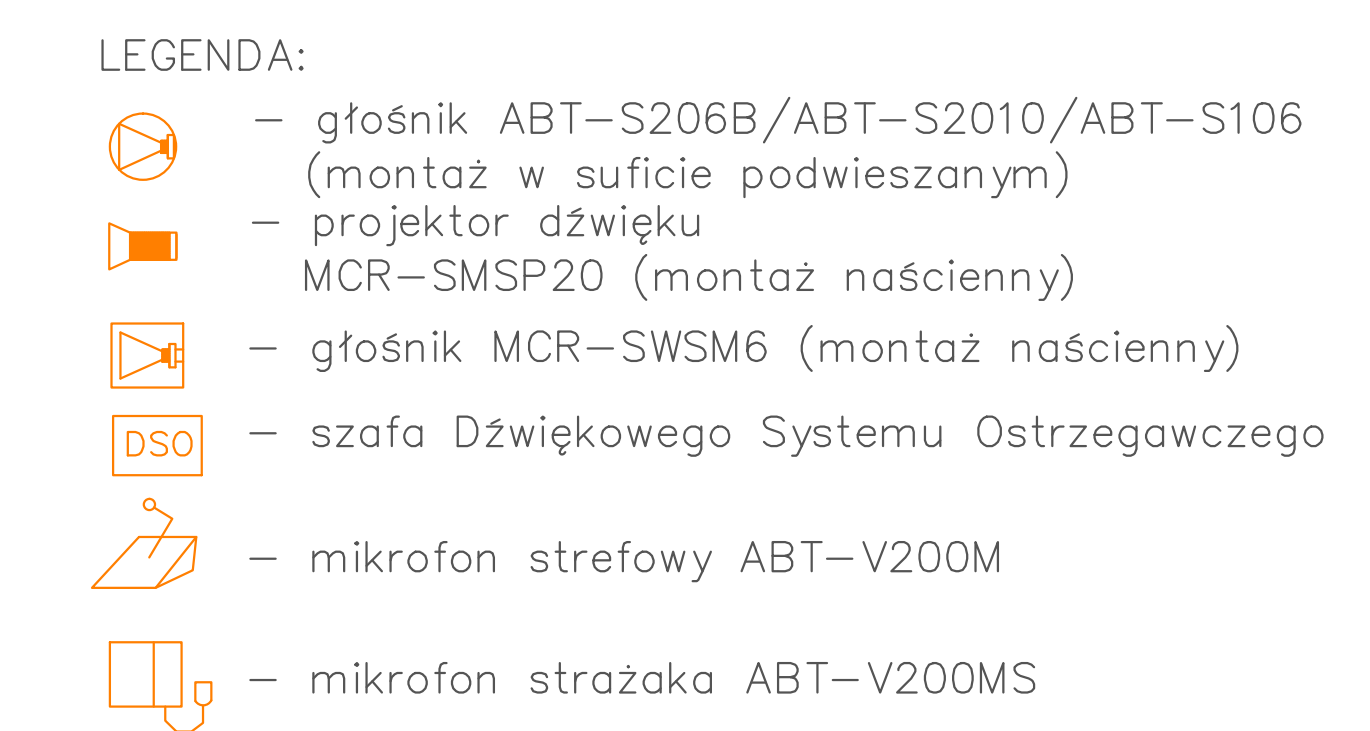 LEGENDA:
– głośnik ABT–S206B/ABT–S2010/ABT–S106
(montaż w suficie podwieszanym)
– projektor dźwięku
MCR–SMSP20 (montaż naścienny)
– głośnik MCR–SWSM6 (montaż naścienny)
DSO – szafa Dźwiękowego Systemu Ostrzegawczego
– mikrofon strefowy ABT–V200M
– mikrofon strażaka ABT–V200MS